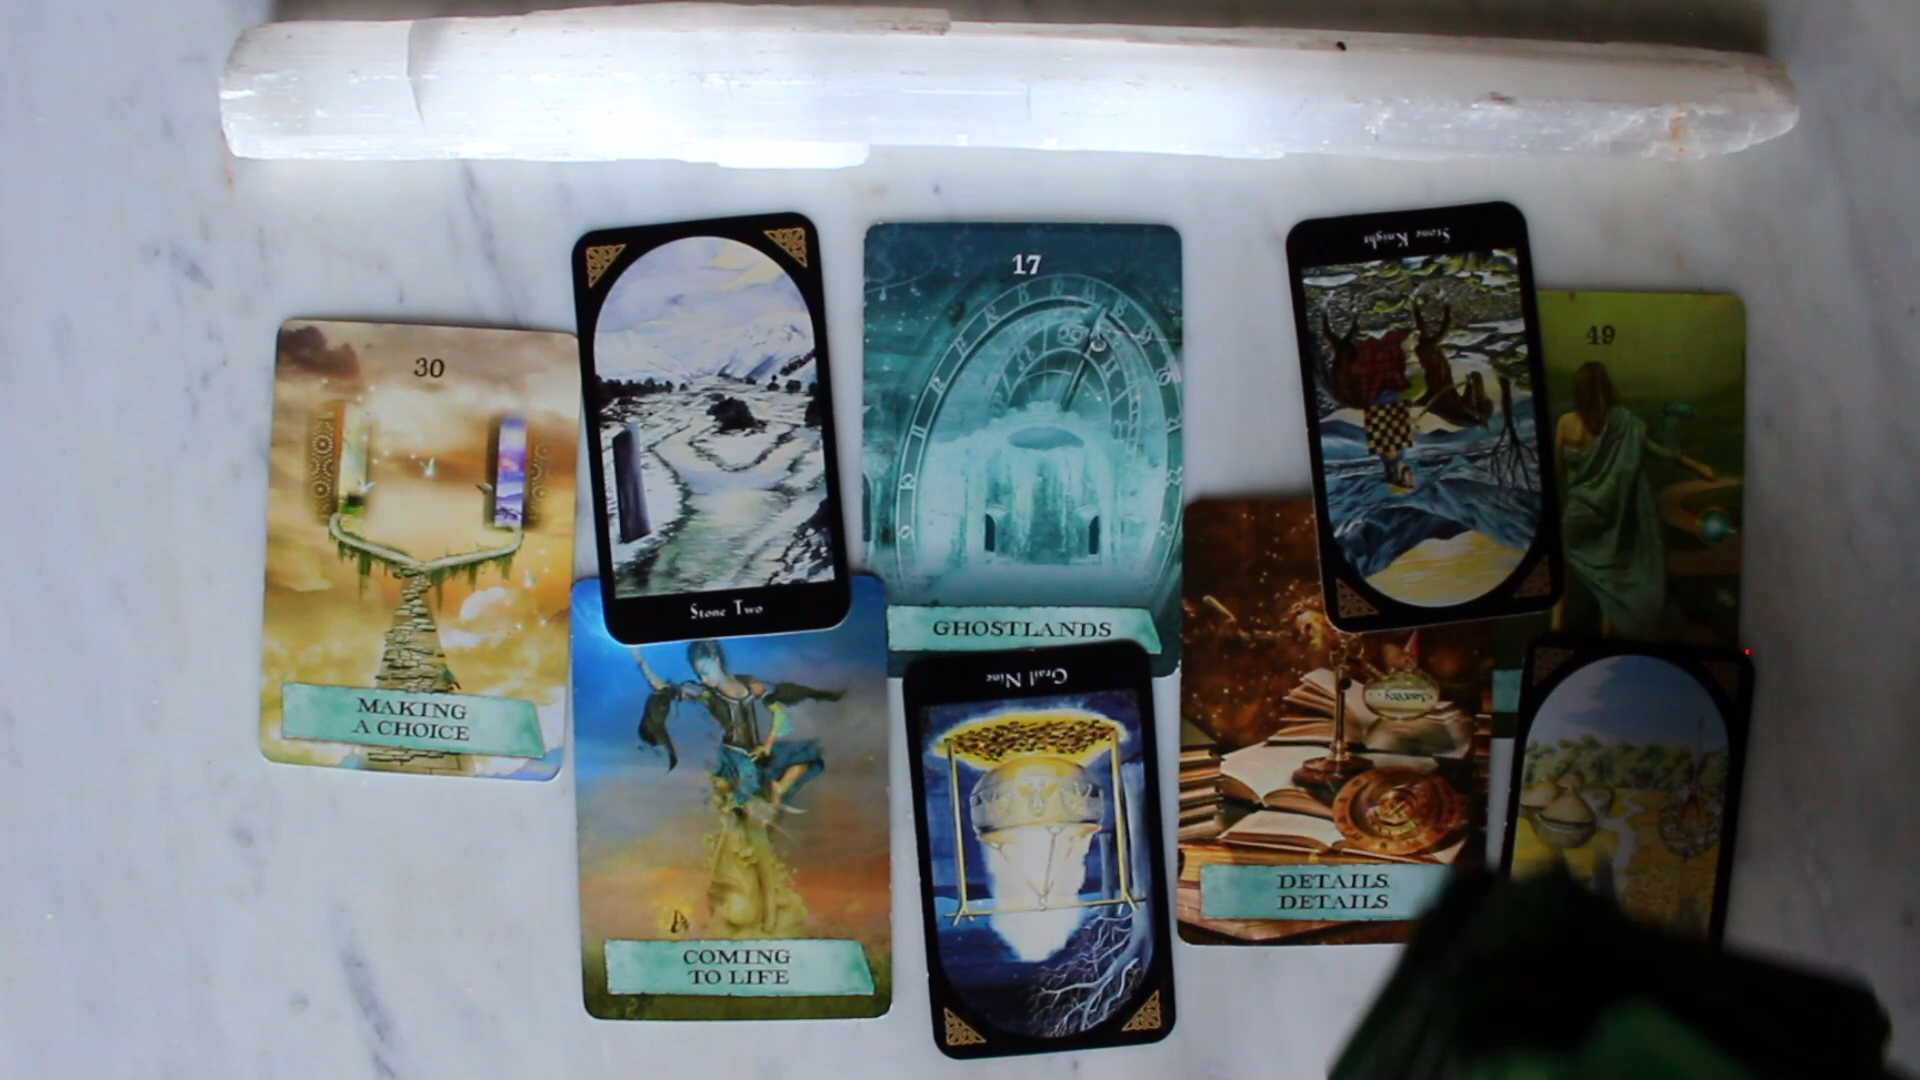 30
MAKING
A CHOICE
Stone Two
COMING
TO LIFE
17
GHOSTLANDS
Grail Nine
Stone Knight
49
DETAILS
DETAILS